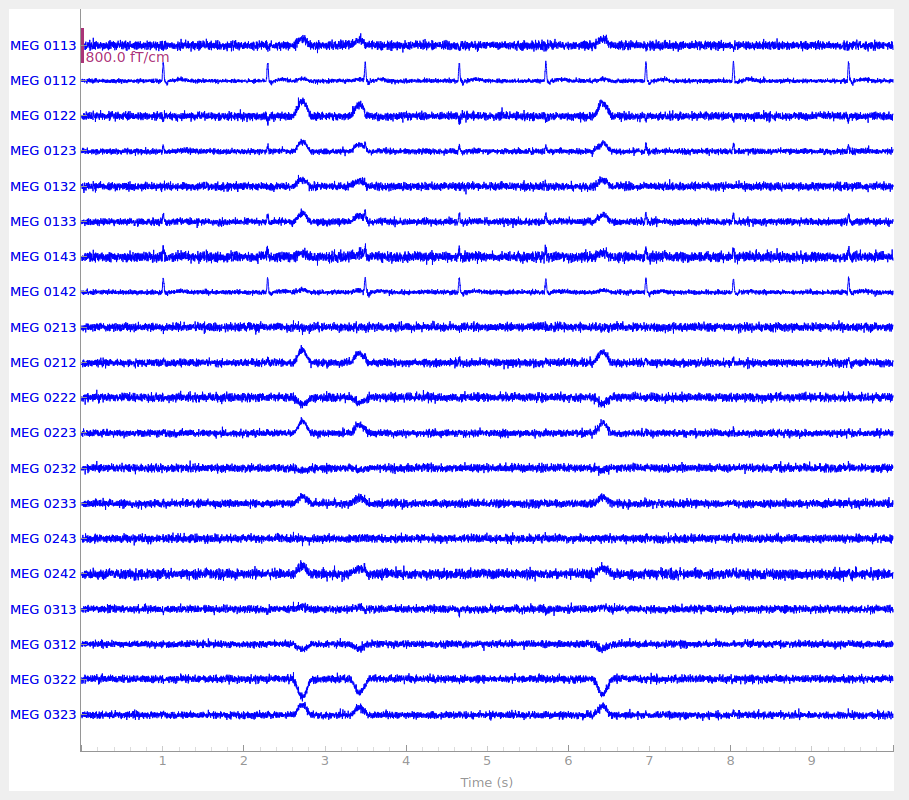 MEG 0113
800.0 fT/cm
MEG 0112
MEG 0122
MEG 0123
MEG 0132
MEG 0133
MEG 0143
MEG 0142
MEG 0213
MEG 0212
MEG 0222
MEG 0223
MEG 0232
MEG 0233
MEG 0243
MEG 0242
MEG 0313
MEG 0312
MEG 0322
MEG 0323
1 2 3 4 5 6 7 8 9
Time (s)